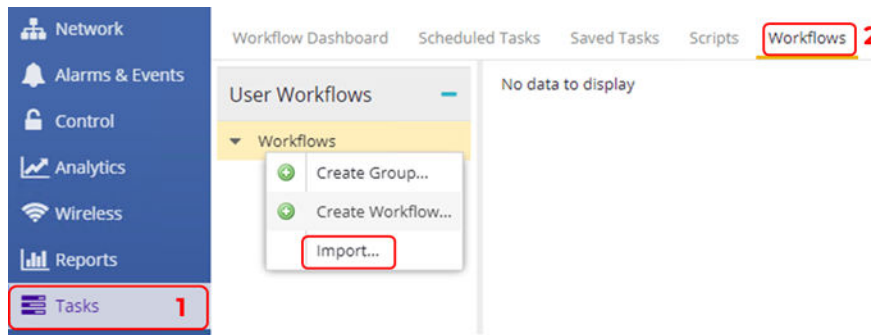 Network
Alarms & Events
Control
Analytics
Wireless
Reports
Tasks 1
Workflow Dashboard Scheduled Tasks Saved Tasks Scripts Workflows 2
User Workflows
Workflows
Create Group...
Create Workflow...
Import...
No data to display